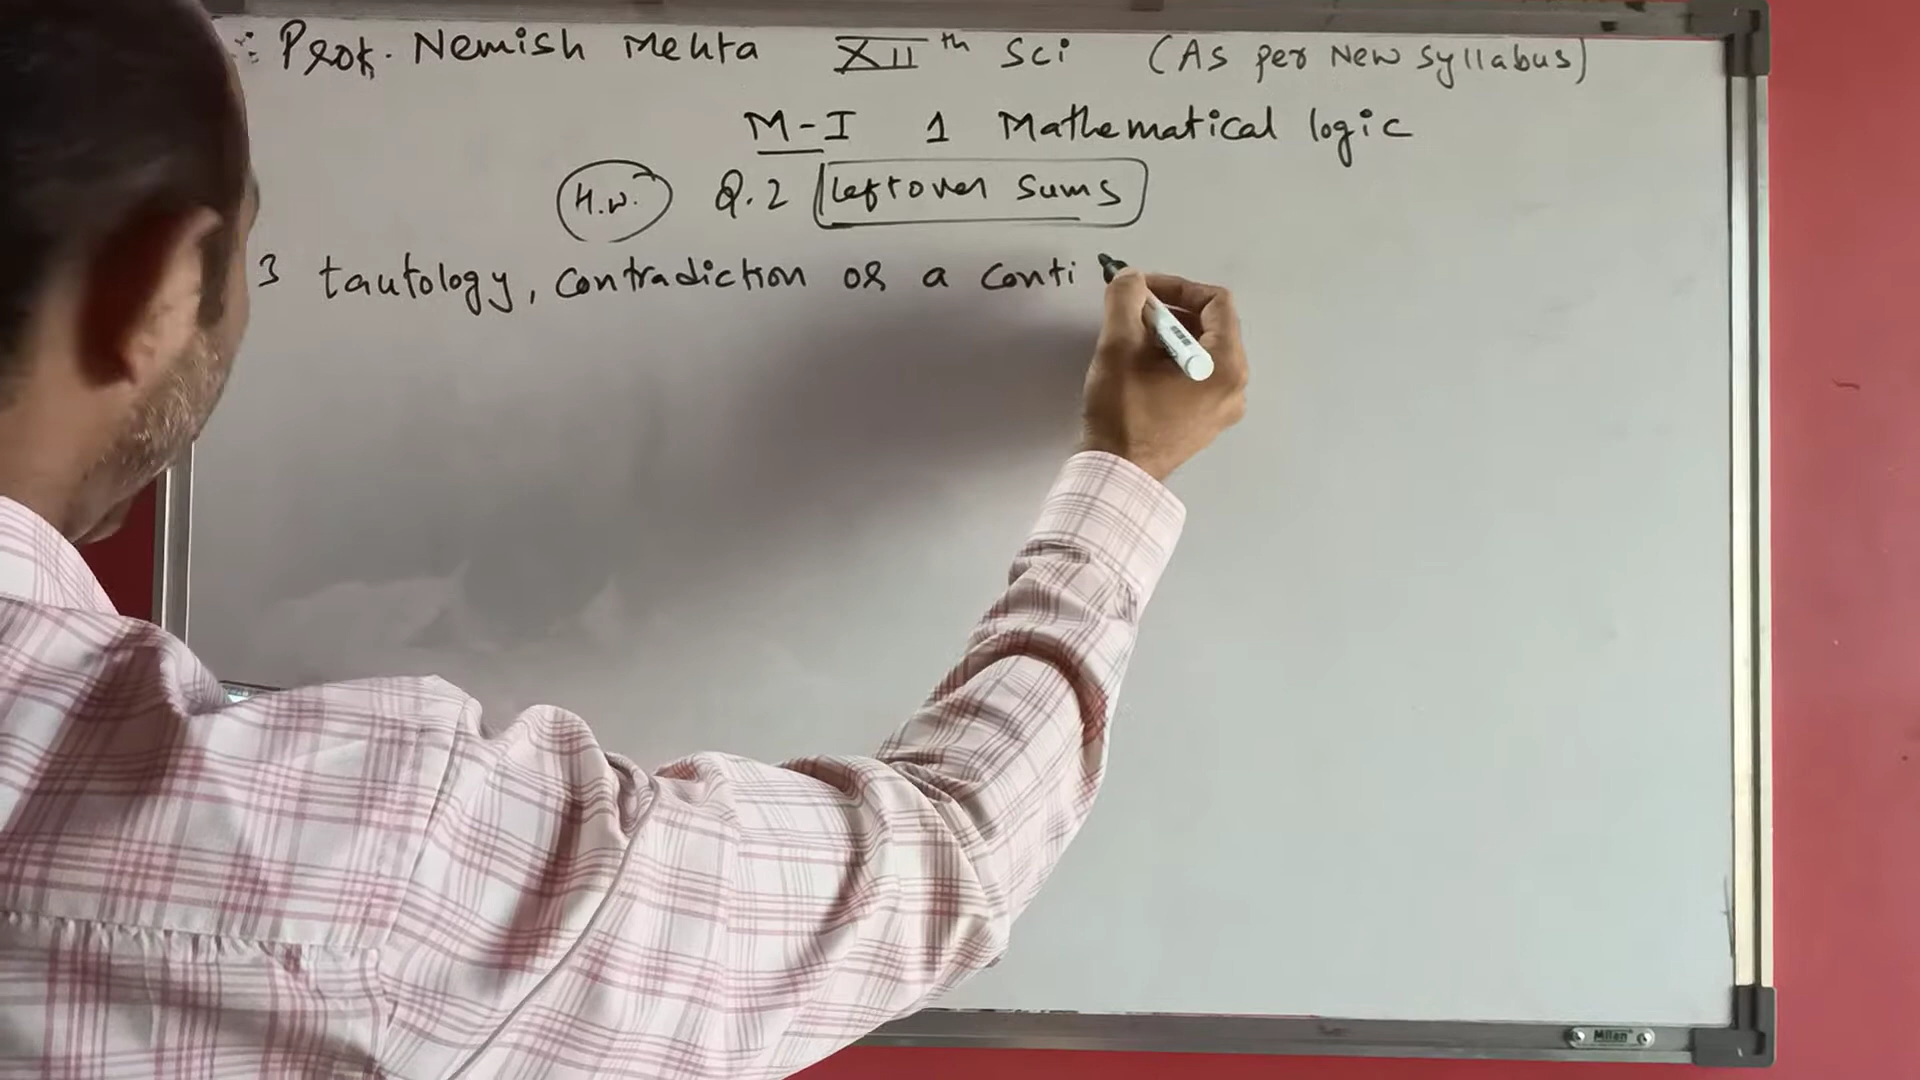 :- Prof. Nemish Mehta XIIth Sci (As per New Syllabus)
M-I 1 Mathematical logic
H.W. Q.2 Leftover Sums
3 tautology, contradiction or a conti
Milan